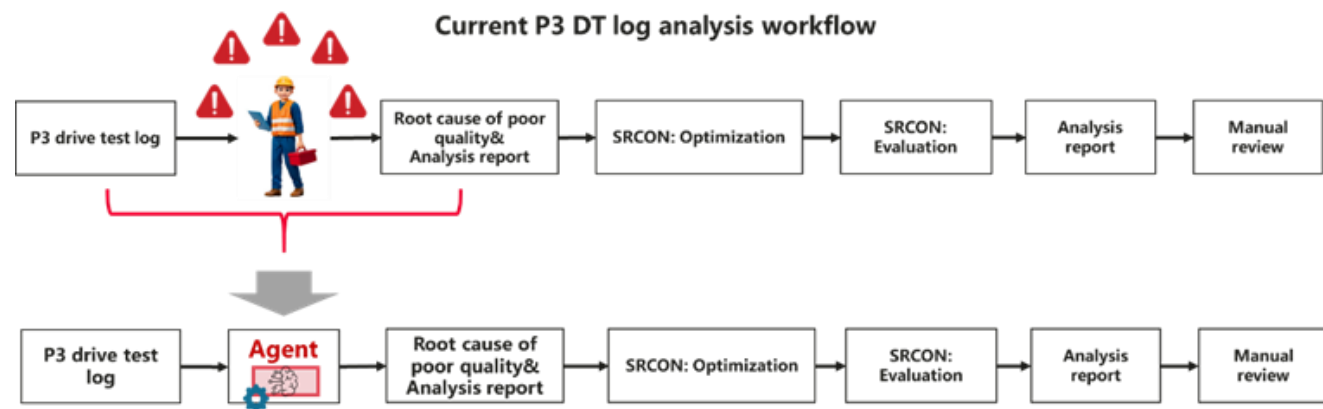 Current P3 DT log analysis workflow
P3 drive test log
Root cause of poor
quality&
Analysis report
SRCON: Optimization
SRCON:
Evaluation
Analysis
report
Manual
review
P3 drive test
log
Agent
Root cause of
poor quality&
Analysis report
SRCON: Optimization
SRCON:
Evaluation
Analysis
report
Manual
review